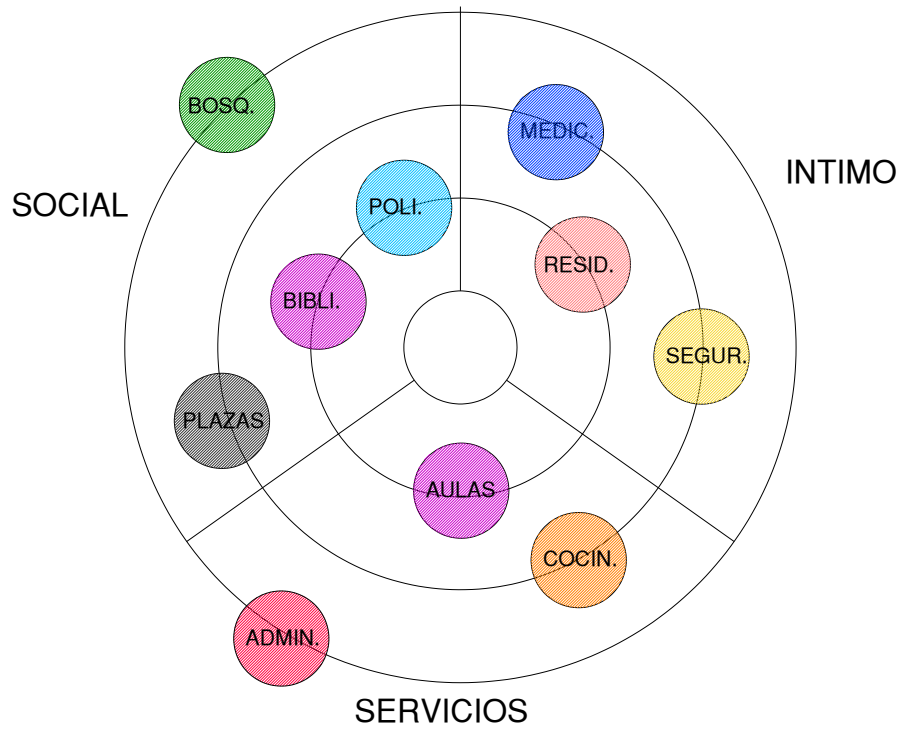 BOSQ.
MEDIC.
INTIMO
SOCIAL
POLI.
RESID.
BIBLI.
SEGUR.
PLAZAS
AULAS
COCIN.
ADMIN.
SERVICIOS